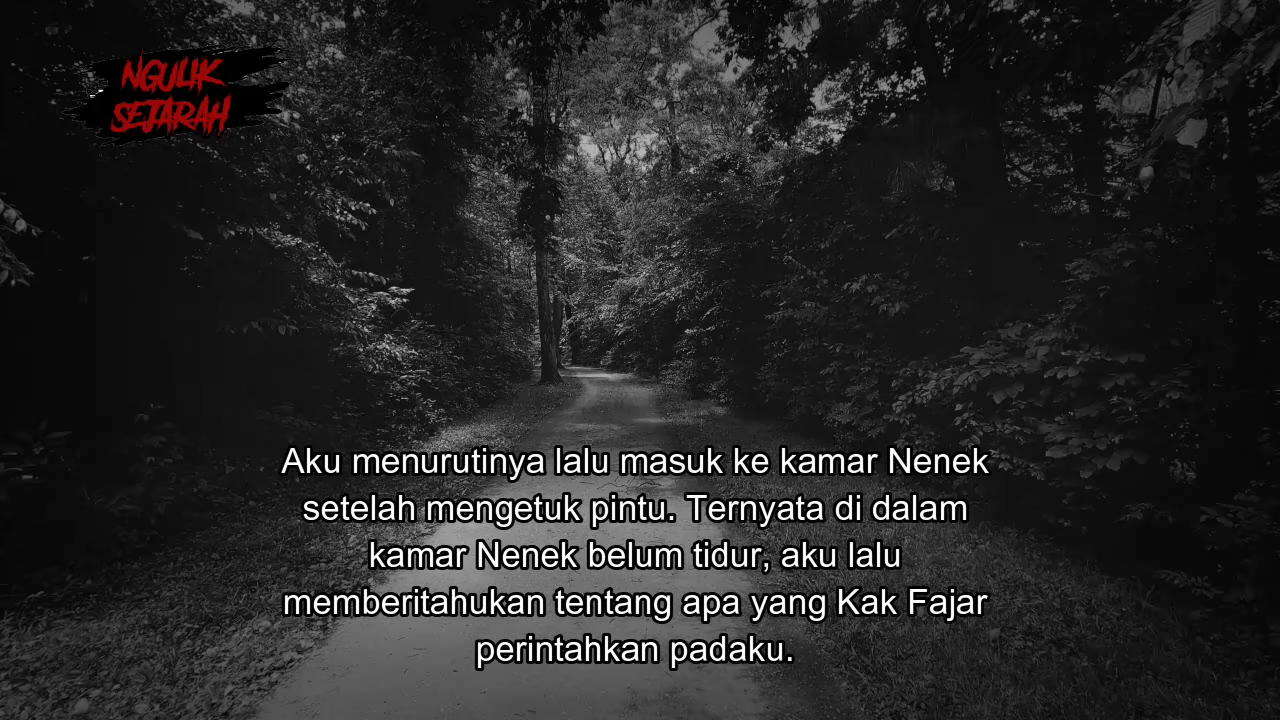 NGULIK
SEJARAH
Aku menurutinya lalu masuk ke kamar Nenek
setelah mengetuk pintu. Ternyata di dalam
kamar Nenek belum tidur, aku lalu
memberitahukan tentang apa yang Kak Fajar
perintahkan padaku.